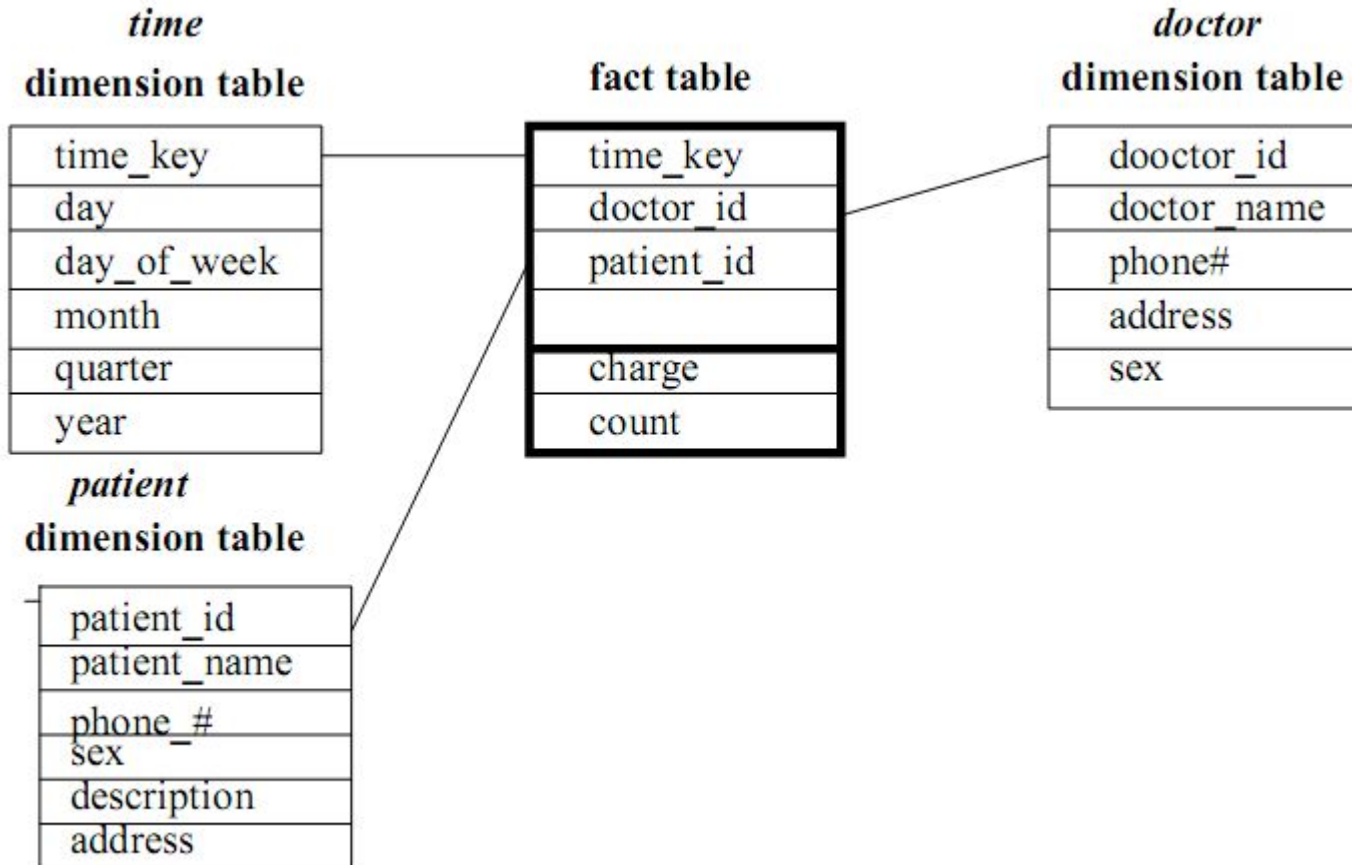 time
dimension table
time_key
day
day_of_week
month
quarter
year
fact table
time_key
doctor_id
patient_id
charge
count
doctor
dimension table
dooctor_id
doctor_name
phone#
address
sex
patient
dimension table
patient_id
patient_name
phone_#
sex
description
address